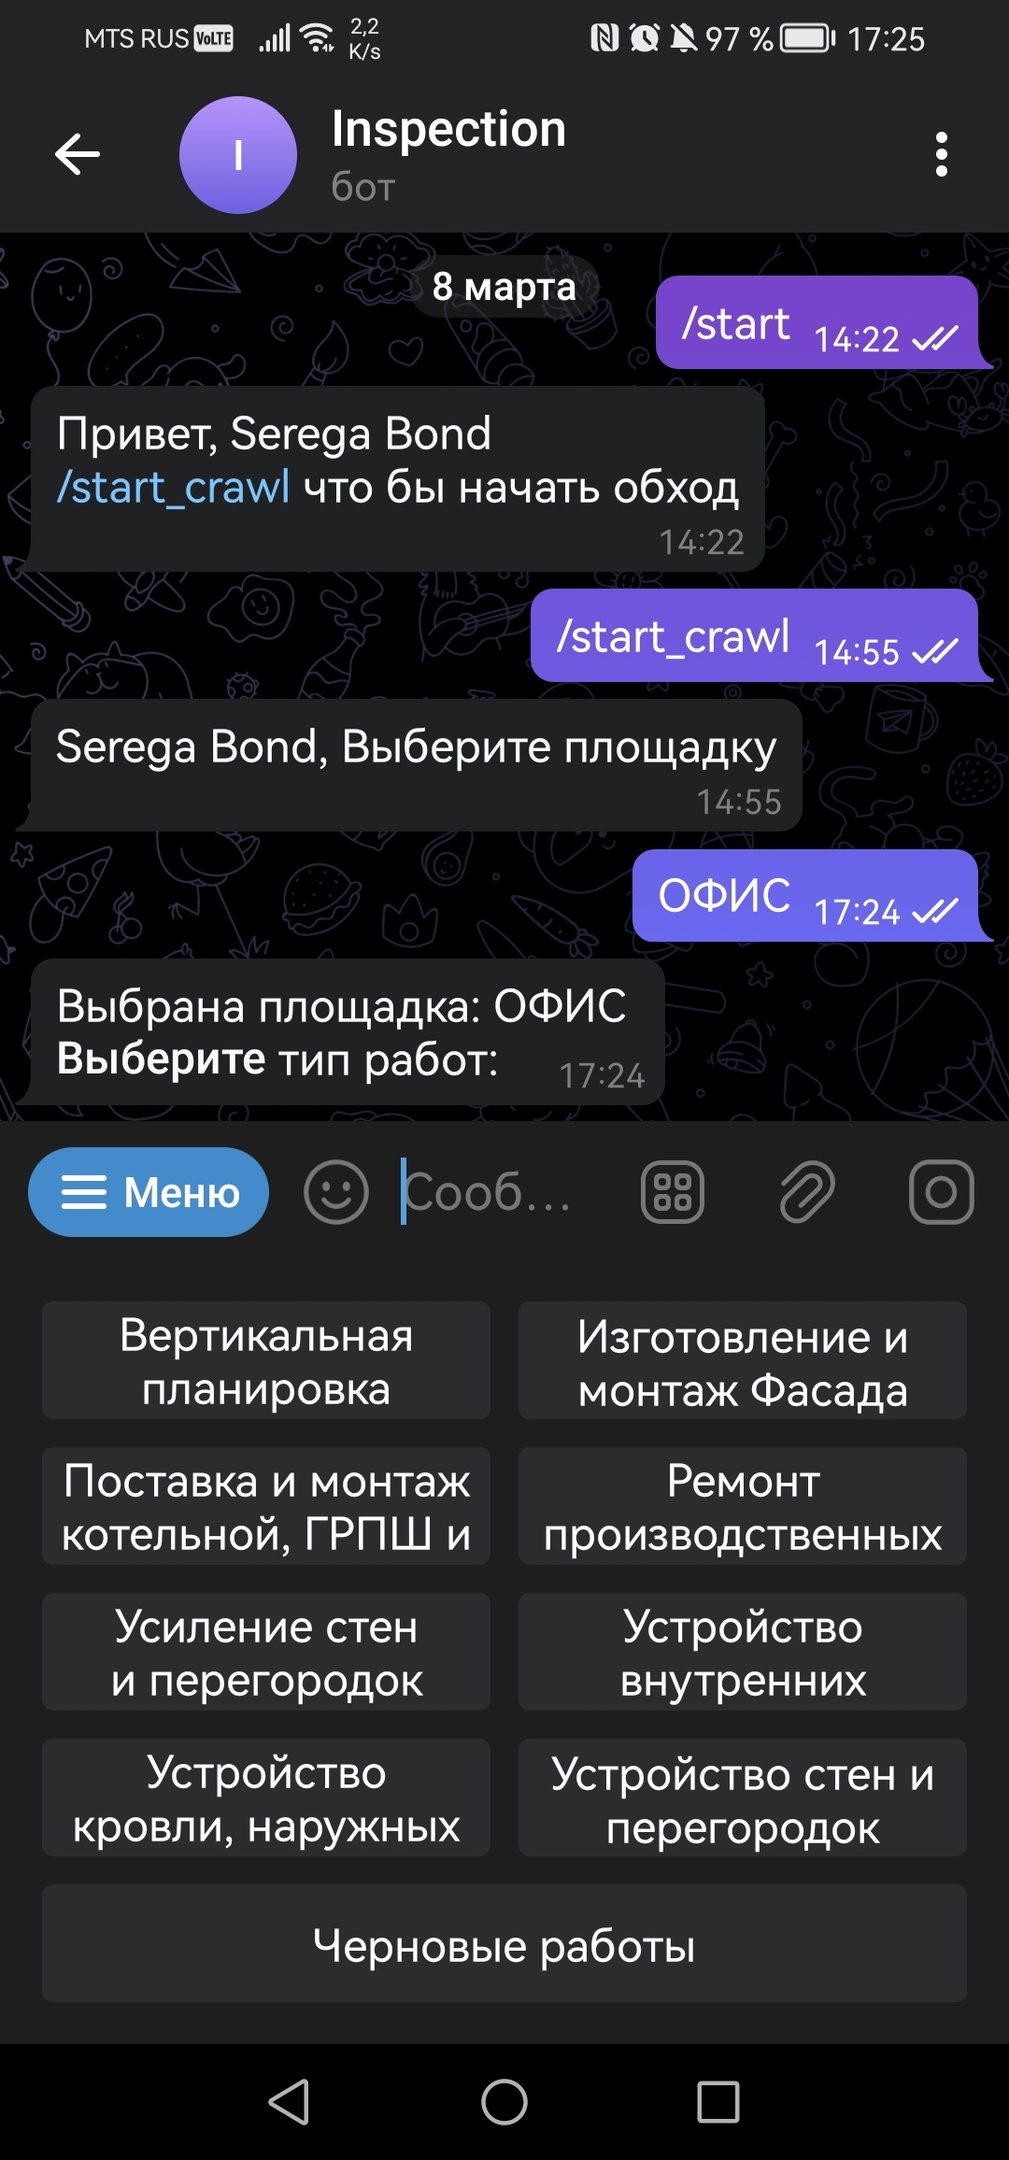 MTS RUS VoLTE 2,2 K/s 97 % 17:25
I
Inspection
бот
8 марта
/start 14:22
Привет, Serega Bond
/start_crawl что бы начать обход
14:22
/start_crawl 14:55
Serega Bond, Выберите площадку
14:55
ОФИС 17:24
Выбрана площадка: ОФИС
Выберите тип работ: 17:24
Меню
Сооб...
Вертикальная
планировка
Изготовление и
монтаж Фасада
Поставка и монтаж
котельной, ГРПШ и
Ремонт
производственных
Усиление стен
и перегородок
Устройство
внутренних
Устройство
кровли, наружных
Устройство стен и
перегородок
Черновые работы